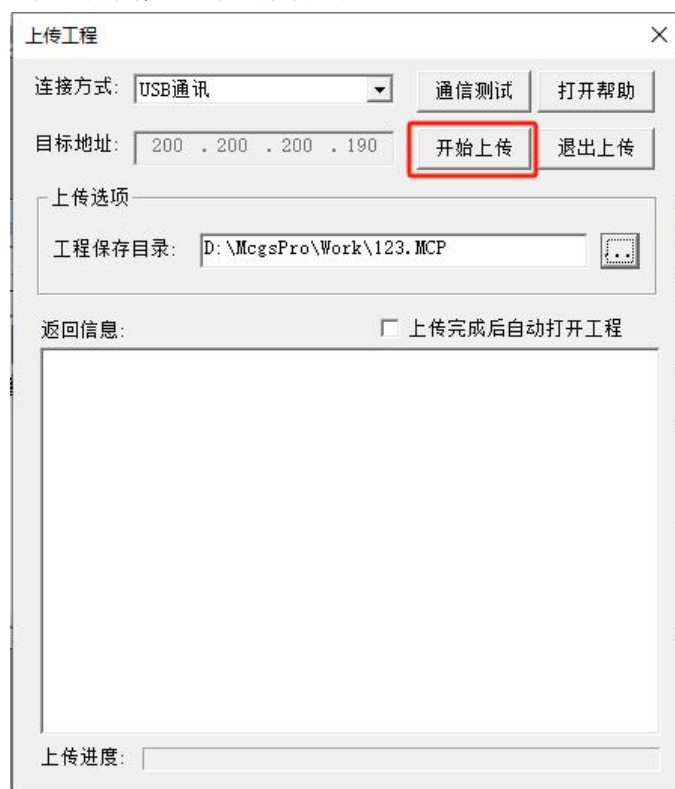 上传工程
连接方式: USB通讯 通信测试 打开帮助
目标地址: 200 . 200 . 200 . 190 开始上传 退出上传
上传选项
工程保存目录: D:\McgsPro\Work\123.MCP ...
返回信息: 上传完成后自动打开工程
上传进度: